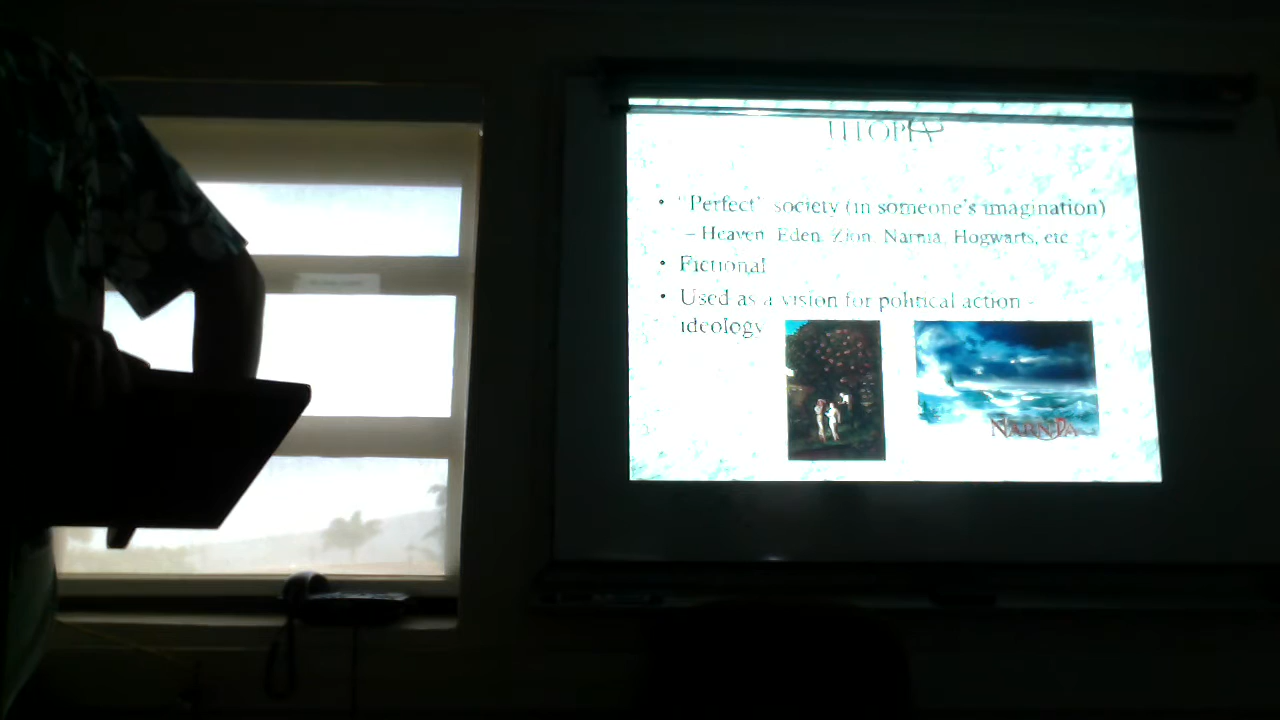 UTOPIA
• "Perfect" society (in someone's imagination)
– Heaven, Eden, Zion, Narnia, Hogwarts, etc.
• Fictional
• Used as a vision for political action -
ideology
NARNIA